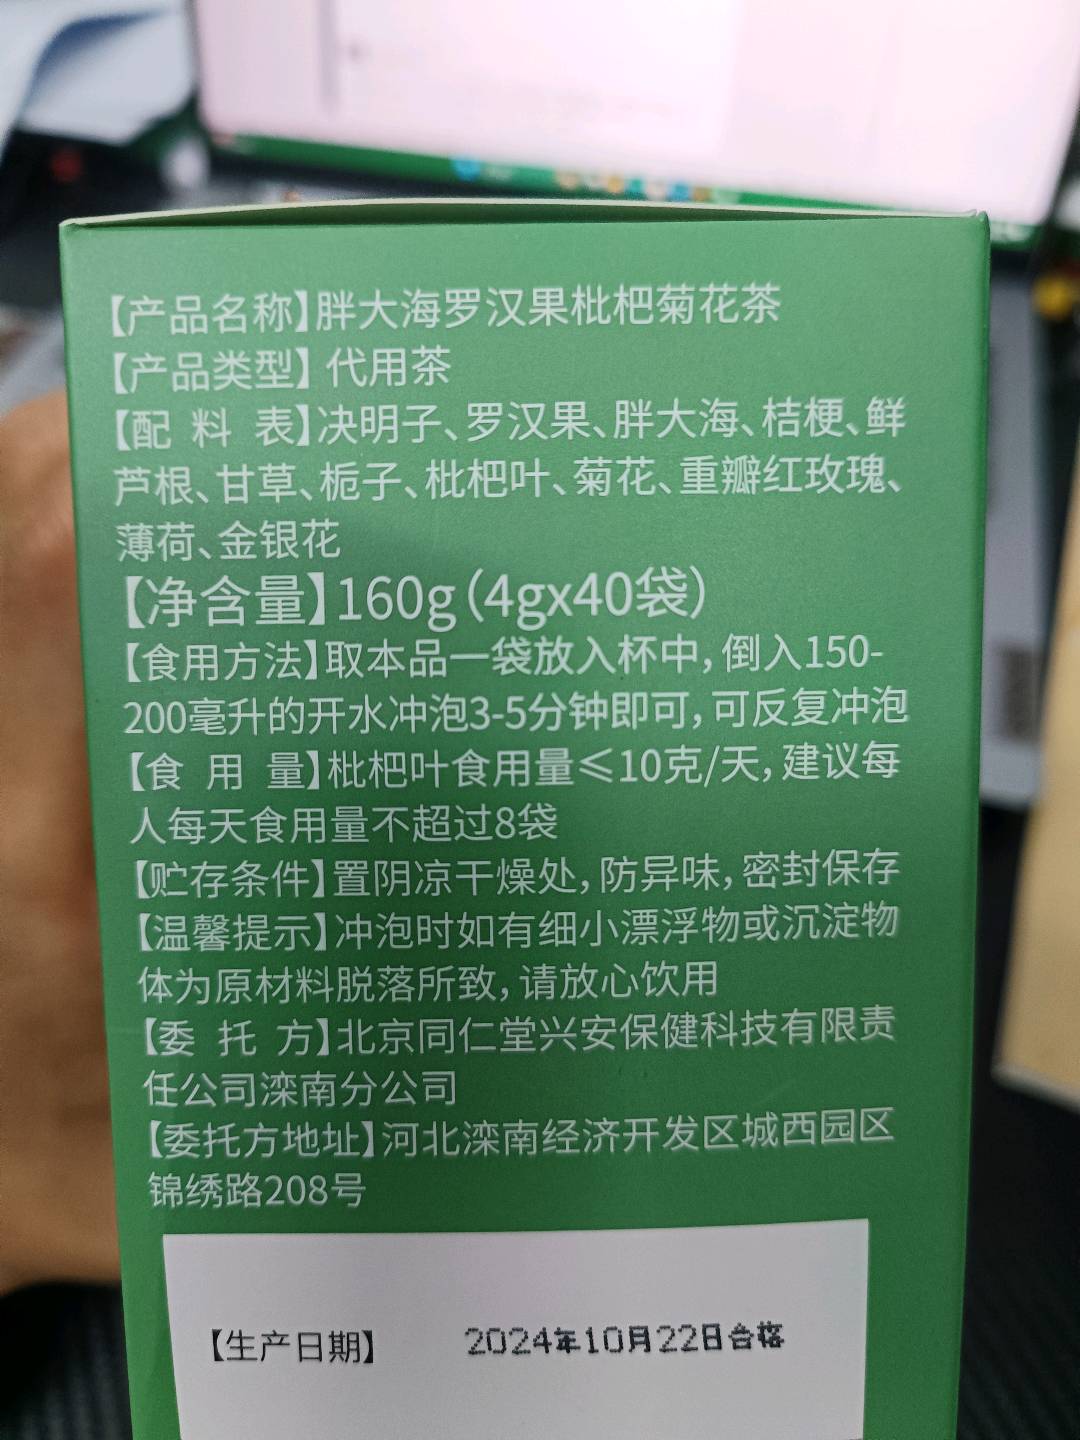 【产品名称】胖大海罗汉果枇杷菊花茶
【产品类型】代用茶
【配 料 表】决明子、罗汉果、胖大海、桔梗、鲜
芦根、甘草、栀子、枇杷叶、菊花、重瓣红玫瑰、
薄荷、金银花
【净含量】160g(4gx40袋)
【食用方法】取本品一袋放入杯中,倒入150-
200毫升的开水冲泡3-5分钟即可,可反复冲泡
【食 用 量】枇杷叶食用量≤10克/天,建议每
人每天食用量不超过8袋
【贮存条件】置阴凉干燥处,防异味,密封保存
【温馨提示】冲泡时如有细小漂浮物或沉淀物
体为原材料脱落所致,请放心饮用
【委 托 方】北京同仁堂兴安保健科技有限责
任公司滦南分公司
【委托方地址】河北滦南经济开发区城西园区
锦绣路208号
【生产日期】 2024年10月22日合格